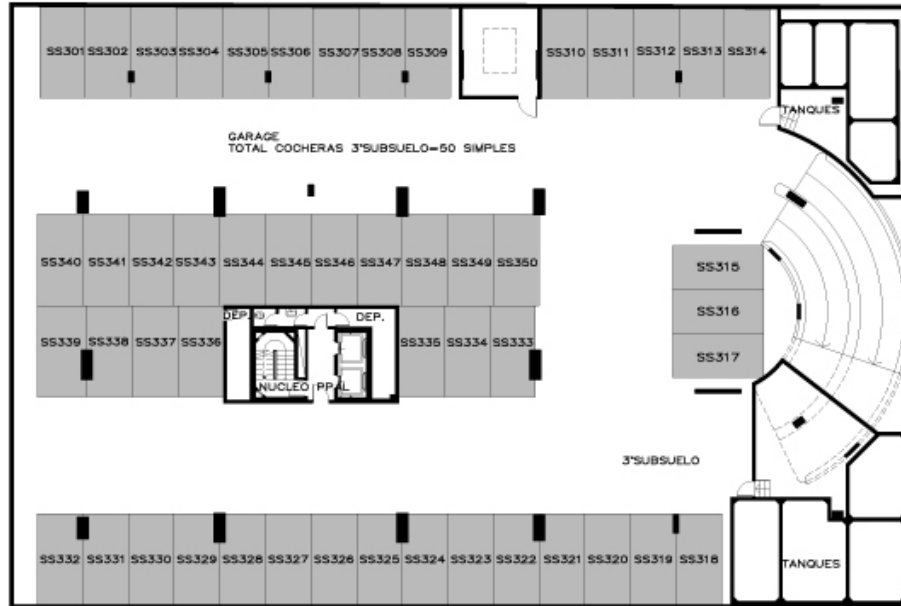 SS301 SS302 SS303 SS304 SS305 SS306 SS307 SS308 SS309 SS310 SS311 SS312 SS313 SS314
TANQUES
GARAGE
TOTAL COCHERAS 3°SUBSUELO=50 SIMPLES
SS340 SS341 SS342 SS343 SS344 SS345 SS346 SS347 SS348 SS349 SS350
SS315
SS316
SS317
DEP. DEP.
SS339 SS338 SS337 SS336 SS335 SS334 SS333
NUCLEO PPAL
3°SUBSUELO
SS332 SS331 SS330 SS329 SS328 SS327 SS326 SS325 SS324 SS323 SS322 SS321 SS320 SS319 SS318
TANQUES